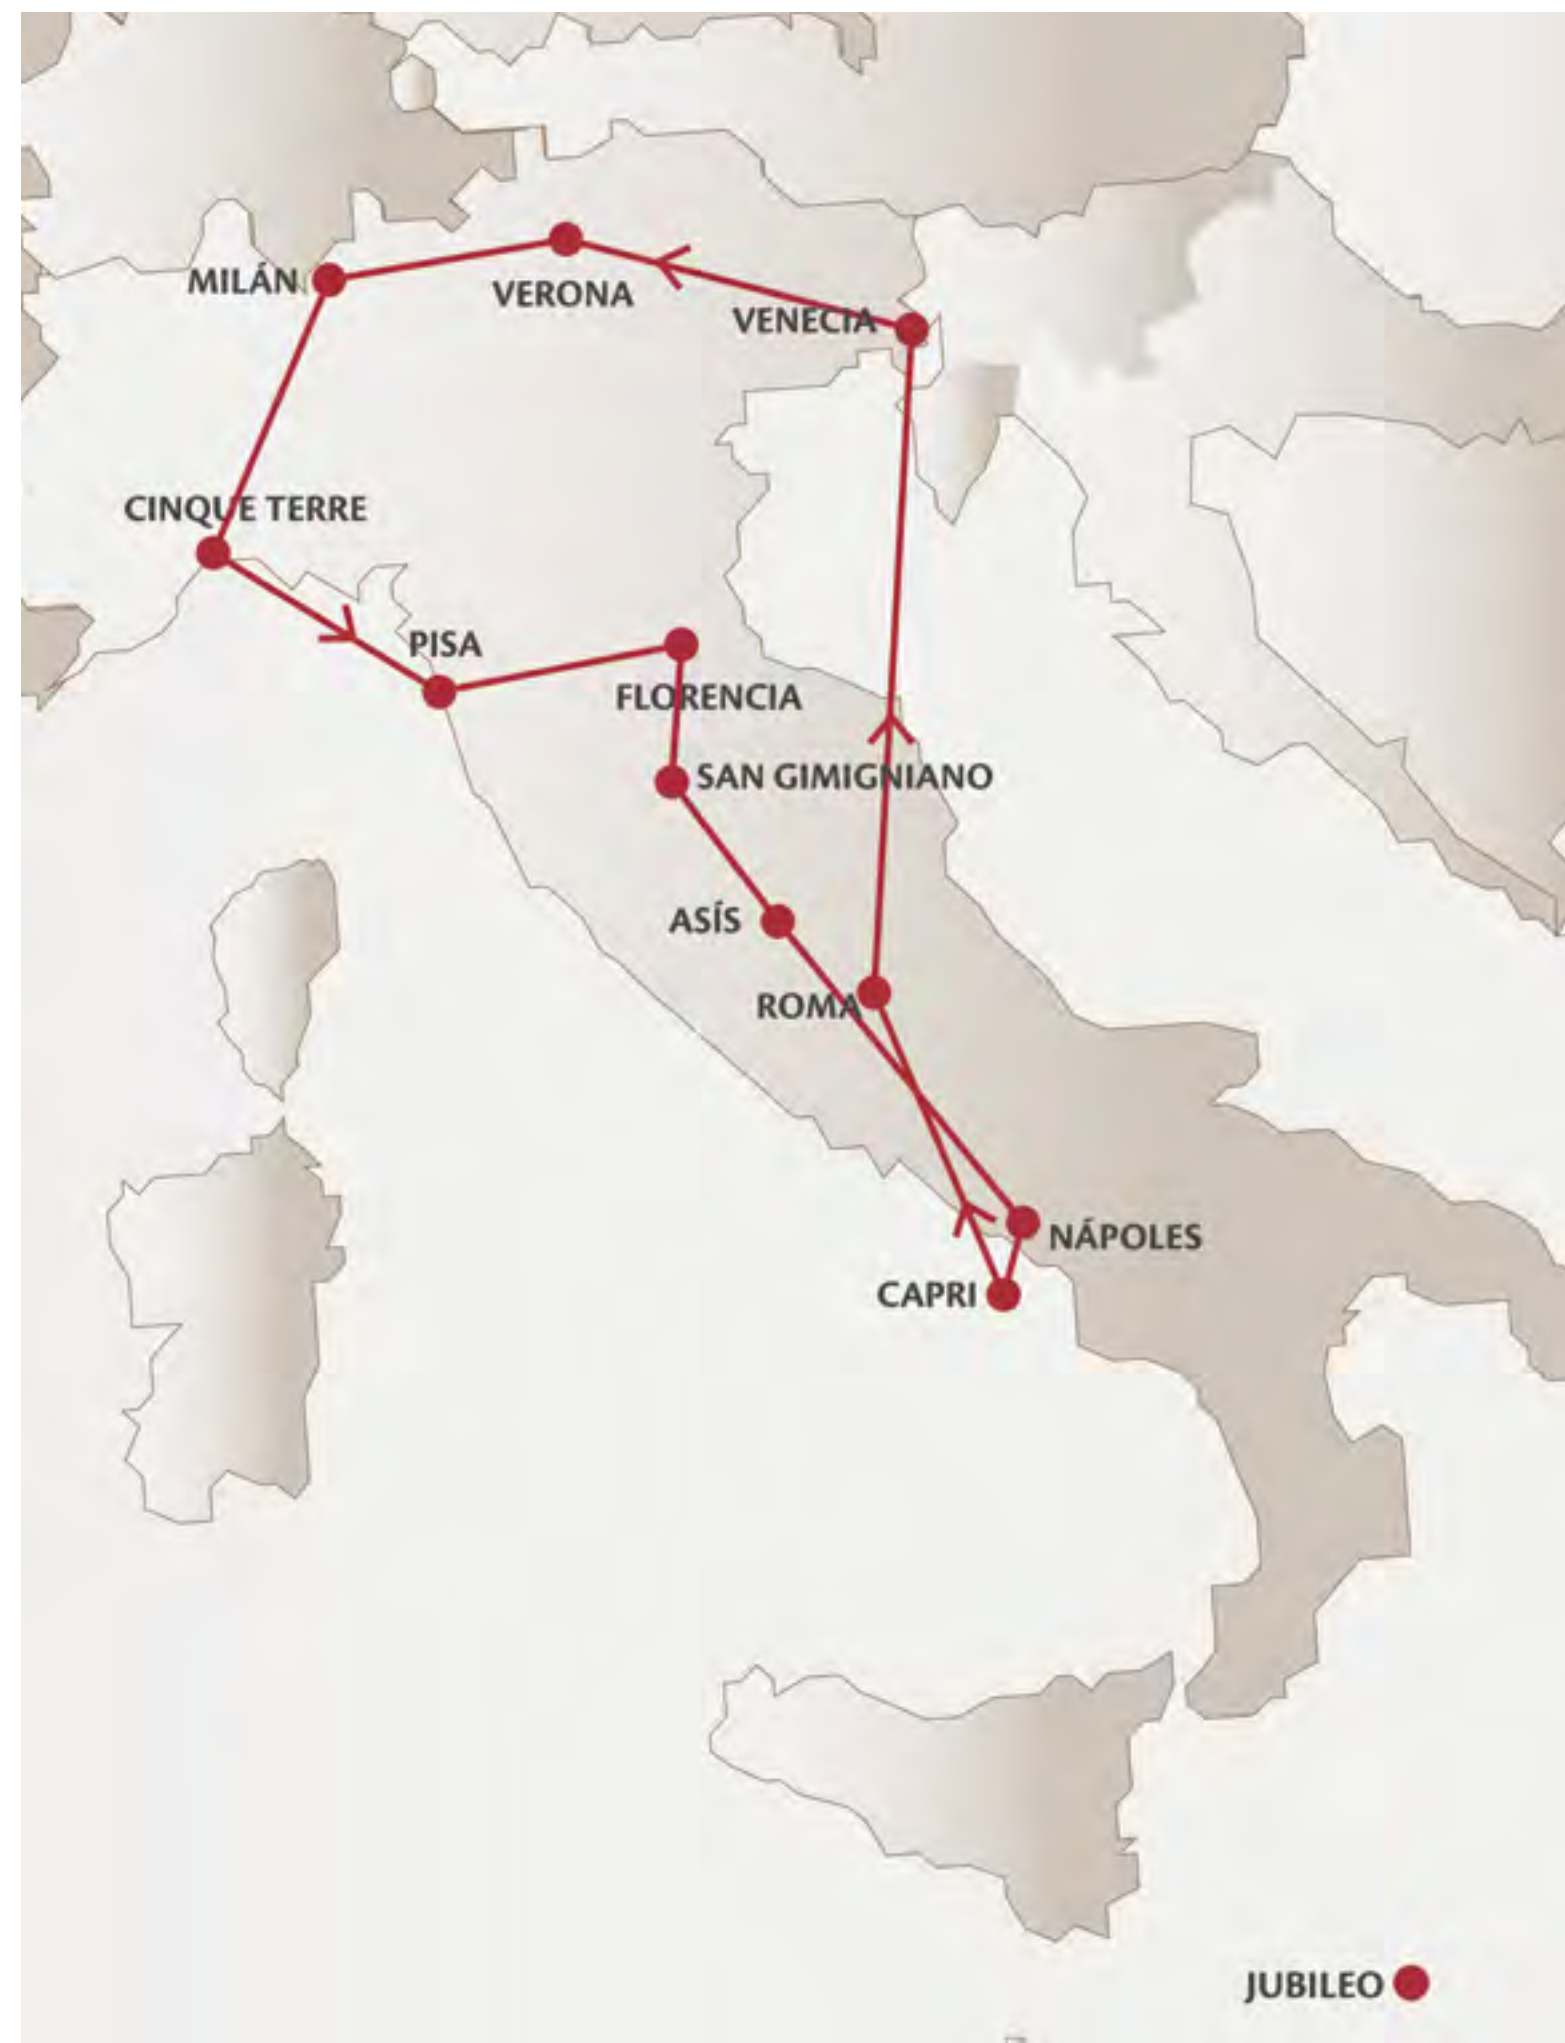 MILÁN
VERONA
VENECIA
CINQUE TERRE
PISA
FLORENCIA
SAN GIMIGNIANO
ASÍS
ROMA
NÁPOLES
CAPRI
JUBILEO